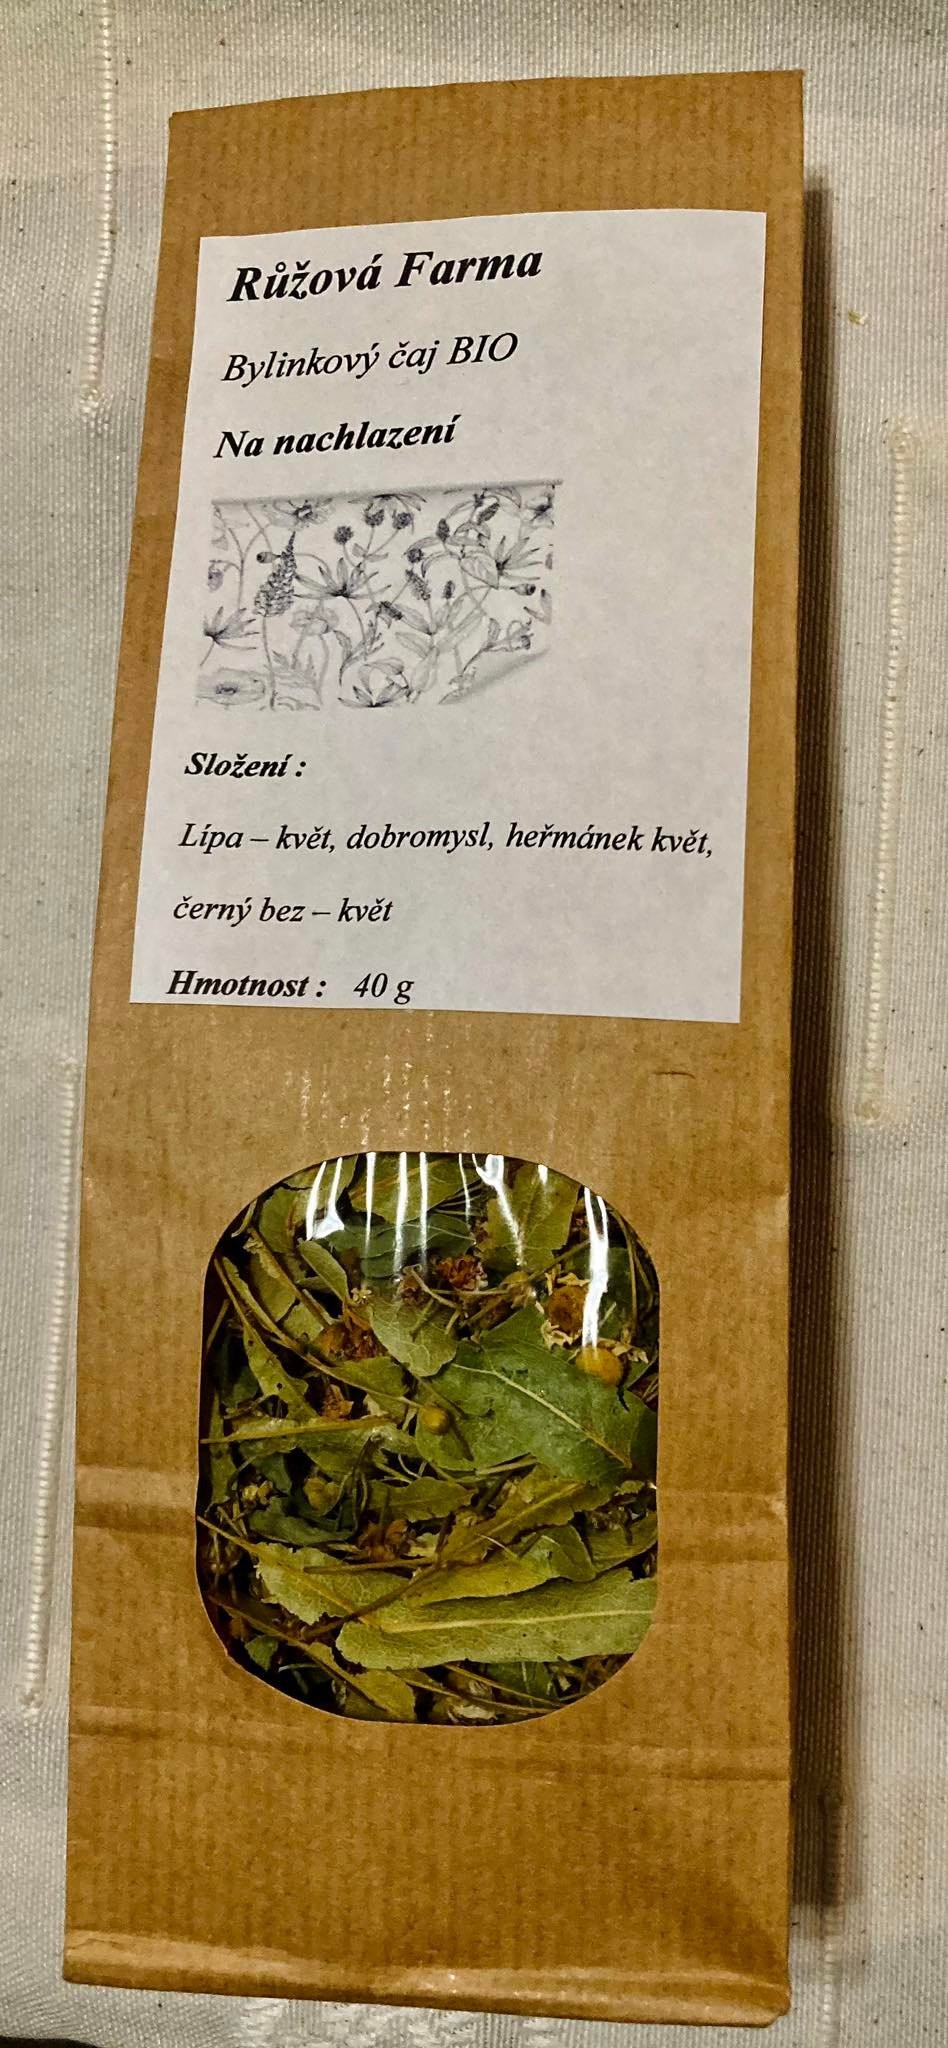 Růžová Farma
Bylinkový čaj BIO
Na nachlazení
Složení :
Lípa – květ, dobromysl, heřmánek květ,
černý bez – květ
Hmotnost : 40 g